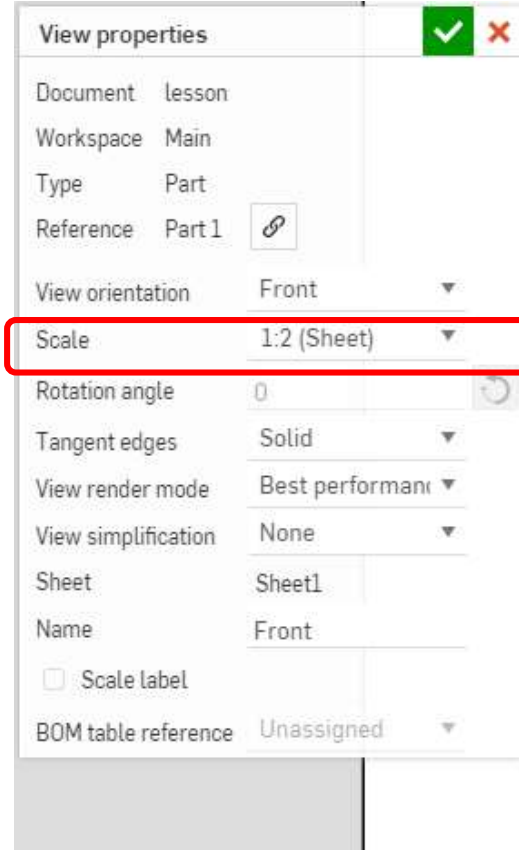 View properties
Document lesson
Workspace Main
Type Part
Reference Part 1
View orientation Front
Scale 1:2 (Sheet)
Rotation angle 0
Tangent edges Solid
View render mode Best performan
View simplification None
Sheet Sheet1
Name Front
Scale label
BOM table reference Unassigned